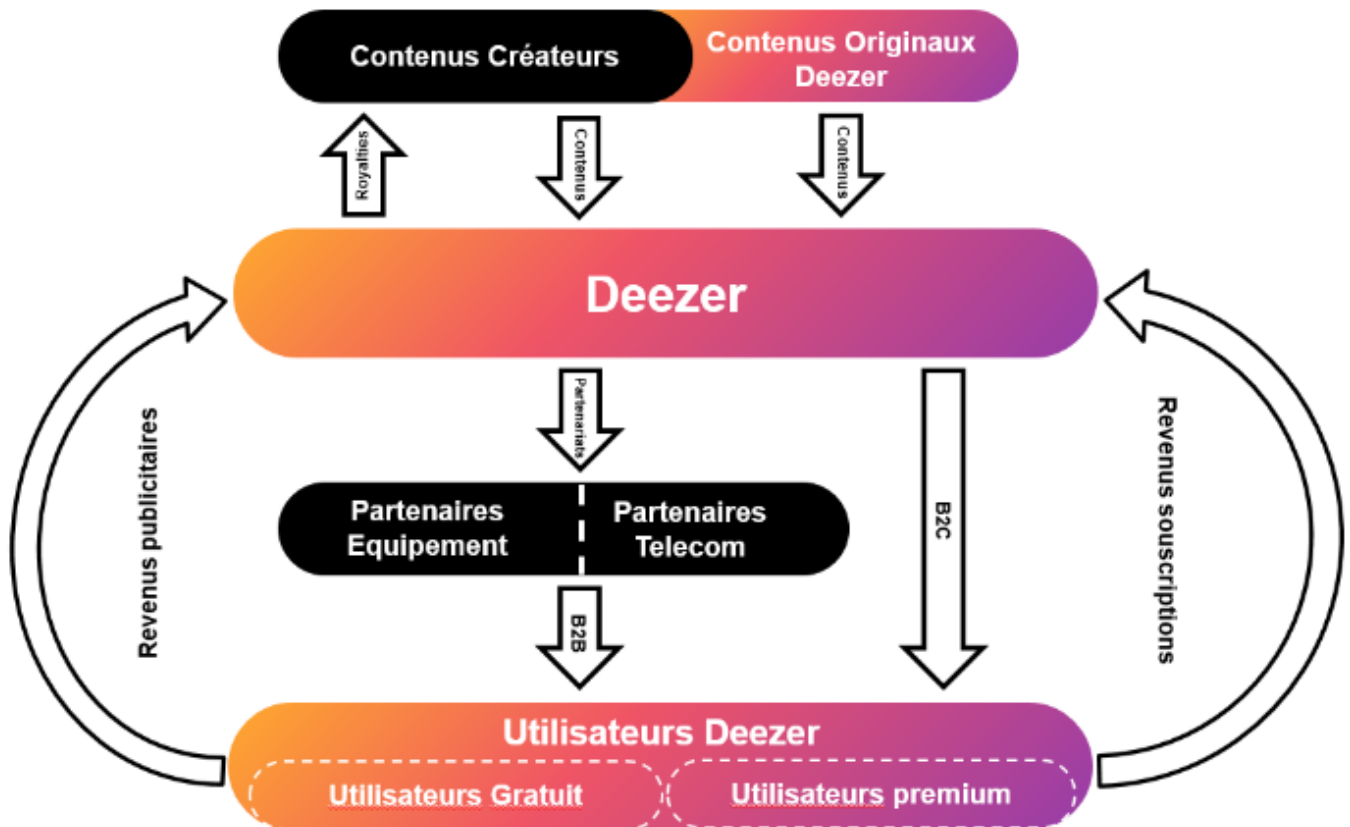 Contenus Créateurs
Contenus Originaux
Deezer
Royalties
Contenus
Contenus
Deezer
Revenus publicitaires
Partenariats
B2C
Revenus souscriptions
Partenaires
Equipement
Partenaires
Telecom
B2B
Utilisateurs Deezer
Utilisateurs Gratuit
Utilisateurs premium